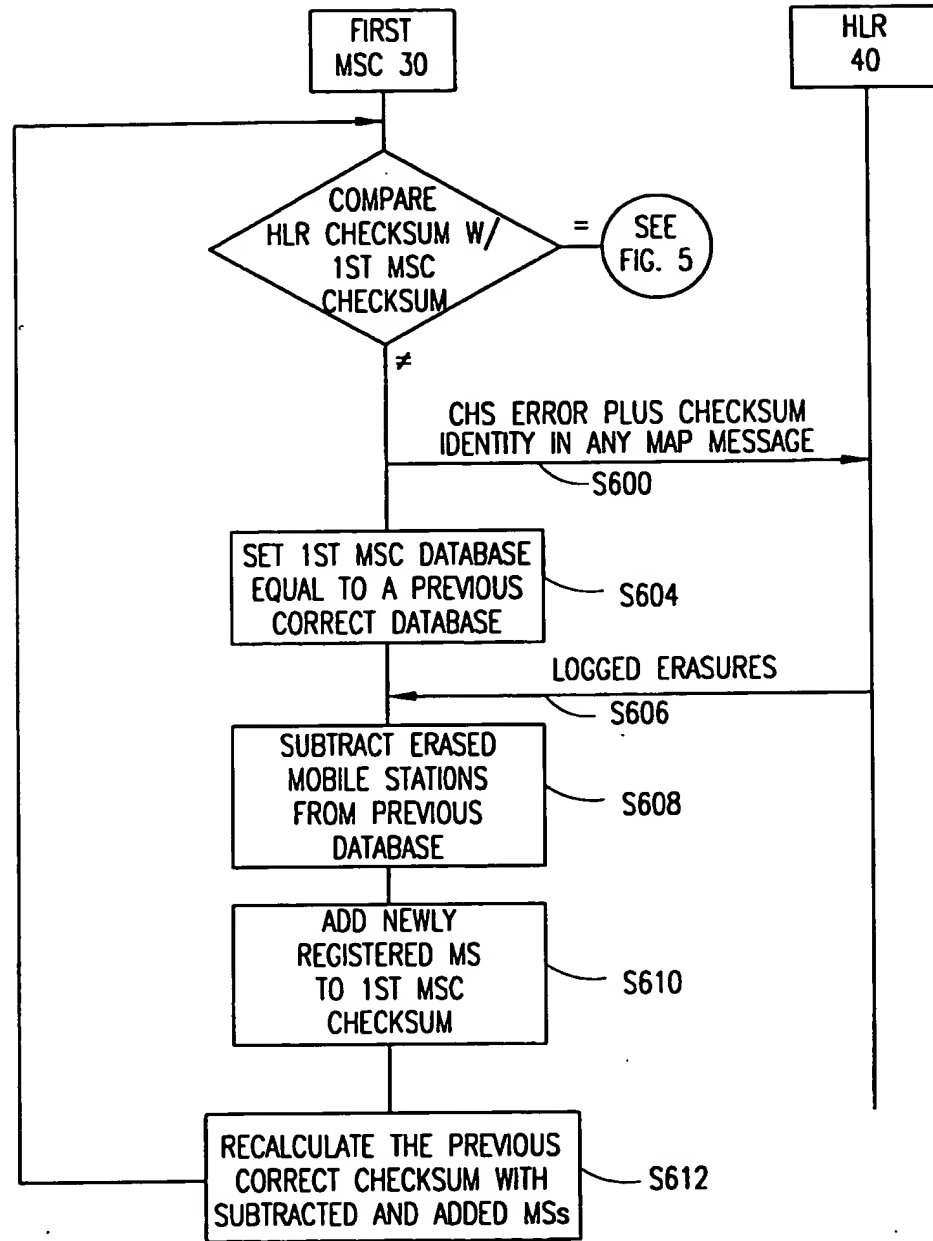 FIRST
MSC 30
HLR
40
COMPARE
HLR CHECKSUM W/
1ST MSC
CHECKSUM
=
SEE
FIG. 5
≠
CHS ERROR PLUS CHECKSUM
IDENTITY IN ANY MAP MESSAGE
S600
SET 1ST MSC DATABASE
EQUAL TO A PREVIOUS
CORRECT DATABASE
S604
LOGGED ERASURES
S606
SUBTRACT ERASED
MOBILE STATIONS
FROM PREVIOUS
DATABASE
S608
ADD NEWLY
REGISTERED MS
TO 1ST MSC
CHECKSUM
S610
RECALCULATE THE PREVIOUS
CORRECT CHECKSUM WITH
SUBTRACTED AND ADDED MSs
S612